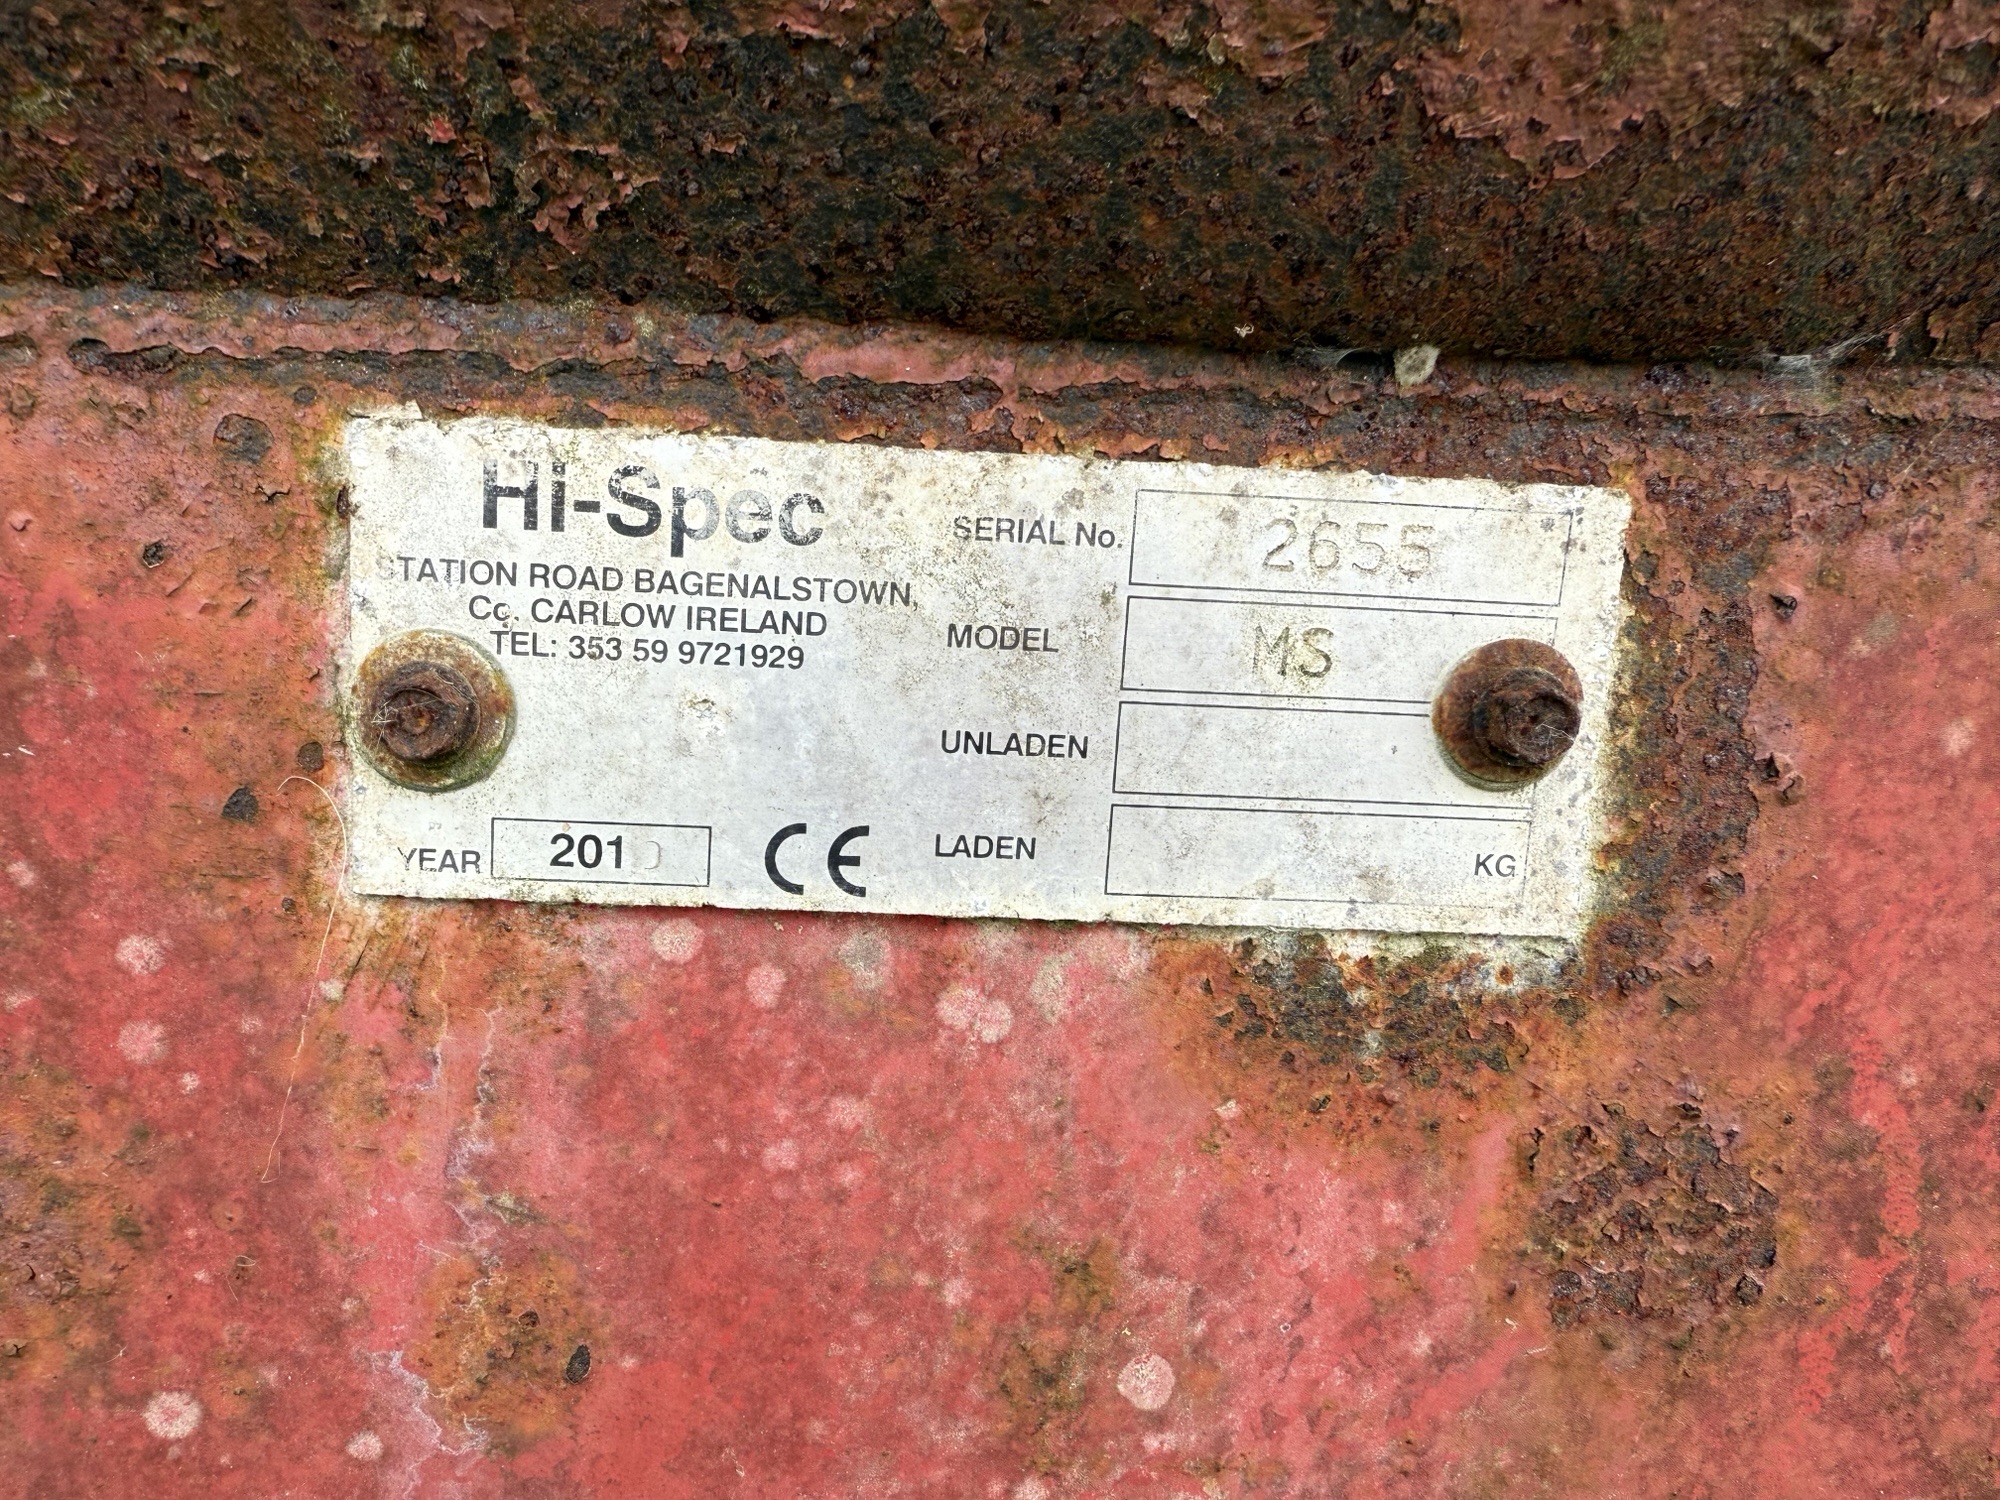 Hi-Spec
TATION ROAD BAGENALSTOWN,
Co. CARLOW IRELAND
TEL: 353 59 9721929
YEAR 201
CE
SERIAL No. 2655
MODEL MS
UNLADEN
LADEN KG